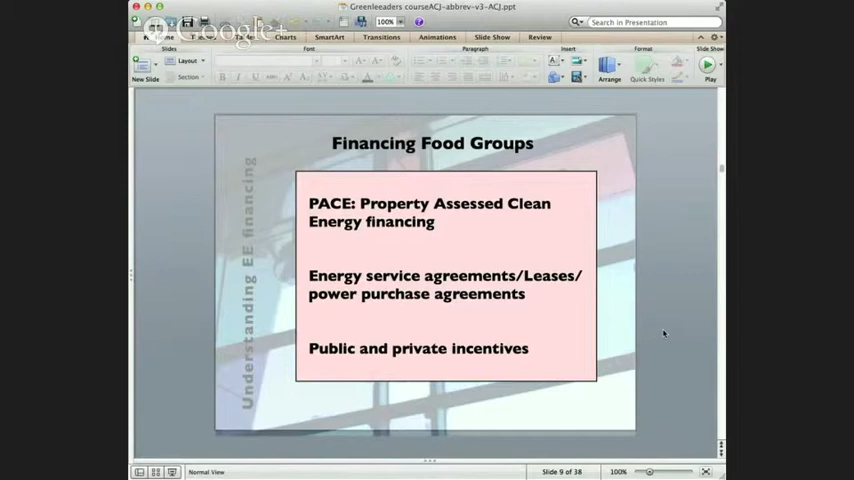 Greenleeaders courseACJ-abbrev-v3-ACJ.ppt
100%
Search in Presentation
Google+
Home
Charts
SmartArt
Transitions
Animations
Slide Show
Review
Slides
Font
Paragraph
Insert
Format
Slide Show
New Slide
Layout
Section
Arrange
Quick Styles
Play
Financing Food Groups
Understanding EE financing
PACE: Property Assessed Clean
Energy financing
Energy service agreements/Leases/
power purchase agreements
Public and private incentives
Normal View
Slide 9 of 38
100%